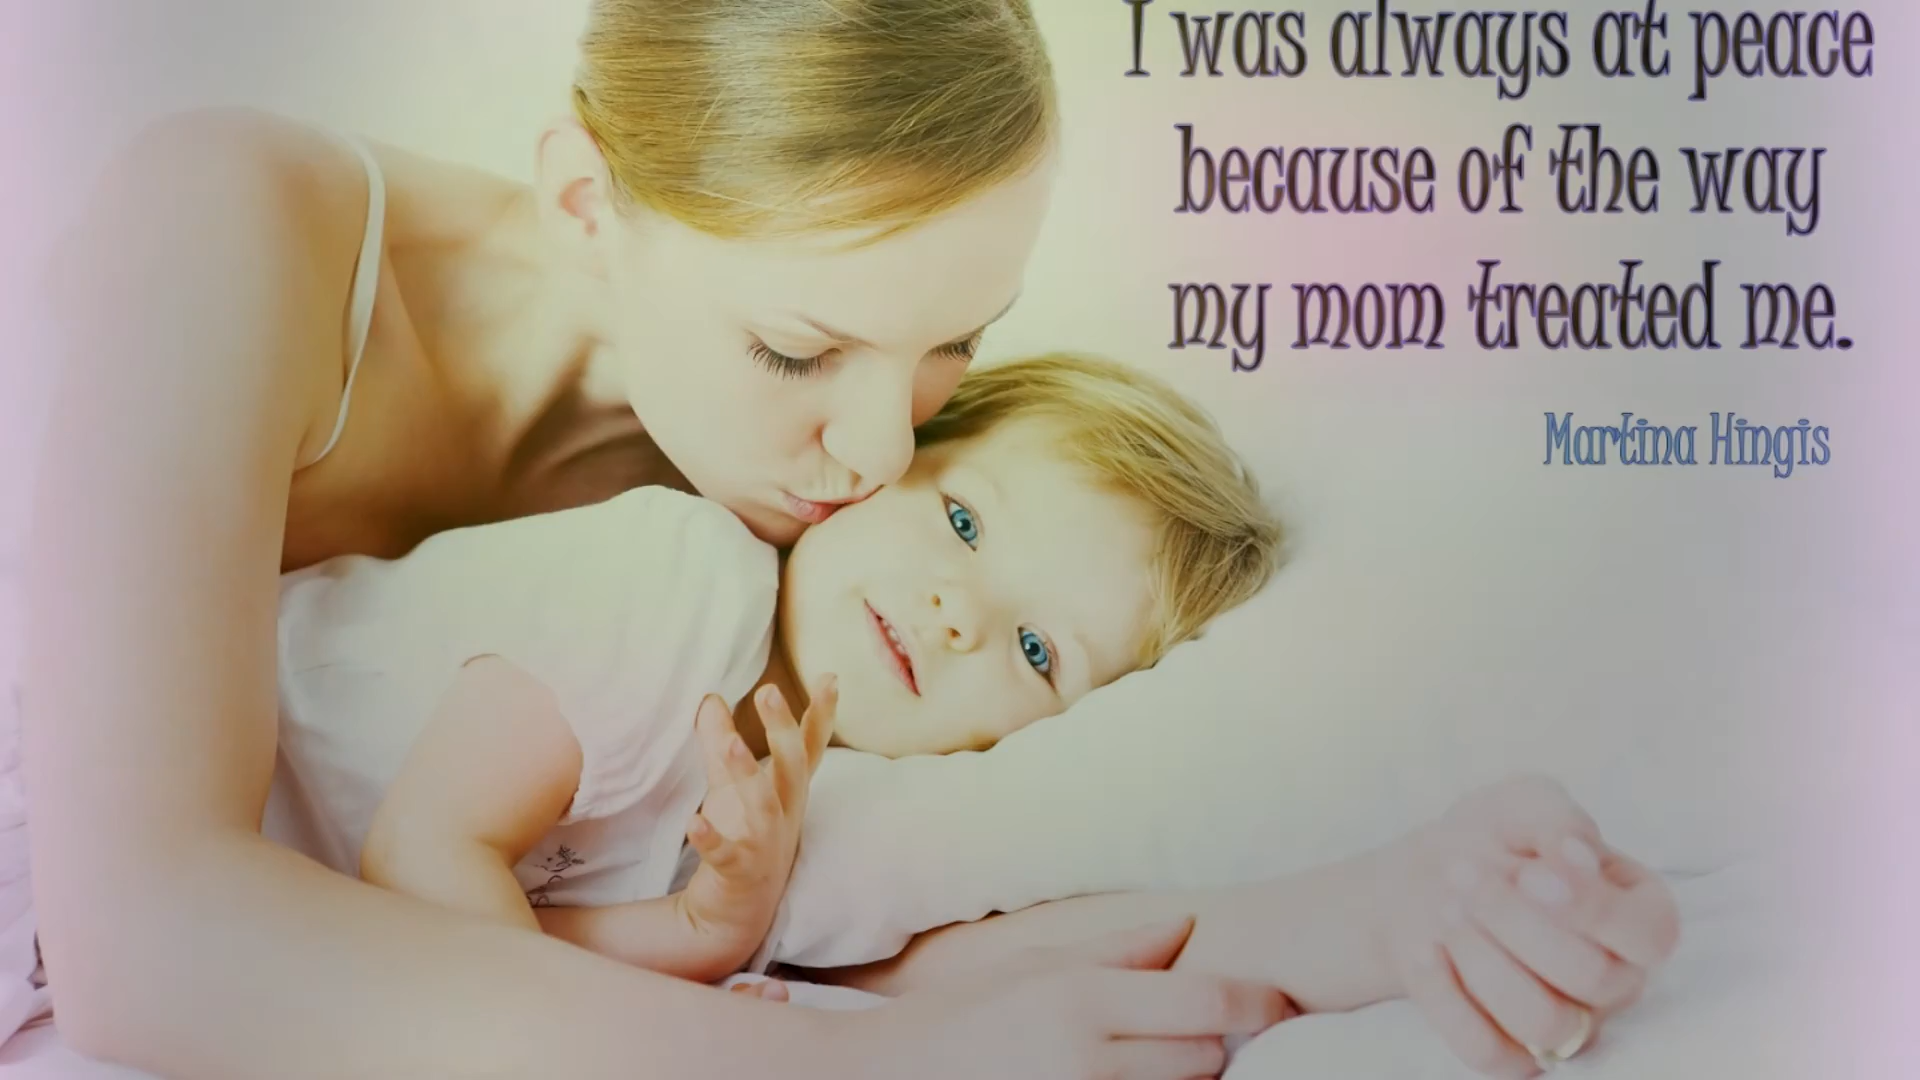 I was always at peace
because of the way
my mom treated me.
Martina Hingis